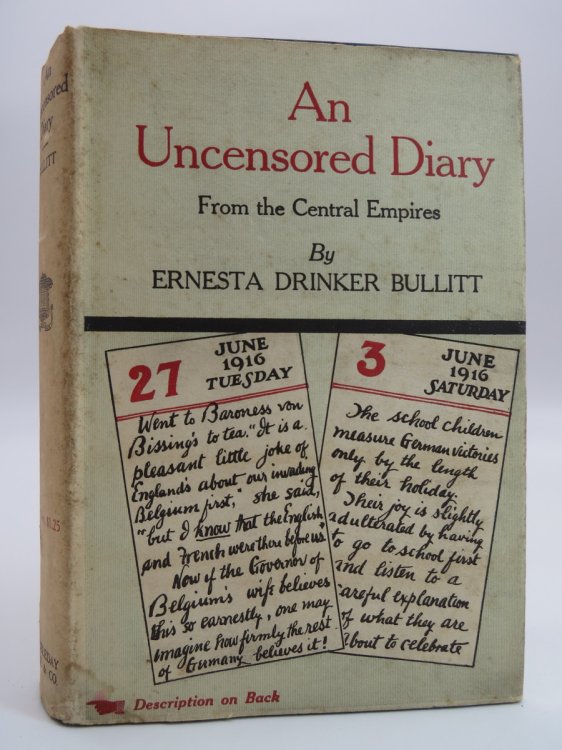 An
Uncensored
Diary
BULLITT
1.25
& CO.
An
Uncensored Diary
From the Central Empires
By
ERNESTA DRINKER BULLITT
27
JUNE
1916
TUESDAY
Went to Baroness von
Bissing's to tea. "It is a
pleasant little joke of
England's about our invading
Belgium first," she said,
"but I know that the English
and French were there before us."
Now if the Governor of
Belgium's wife believes
this so earnestly, one may
imagine how firmly the rest
of Germany believes it!
3
JUNE
1916
SATURDAY
The school children
measure German victories
only by the length
of their holiday.
Their joy is slightly
adulterated by having
to go to school first
and listen to a
careful explanation
of what they are
about to celebrate
Description on Back